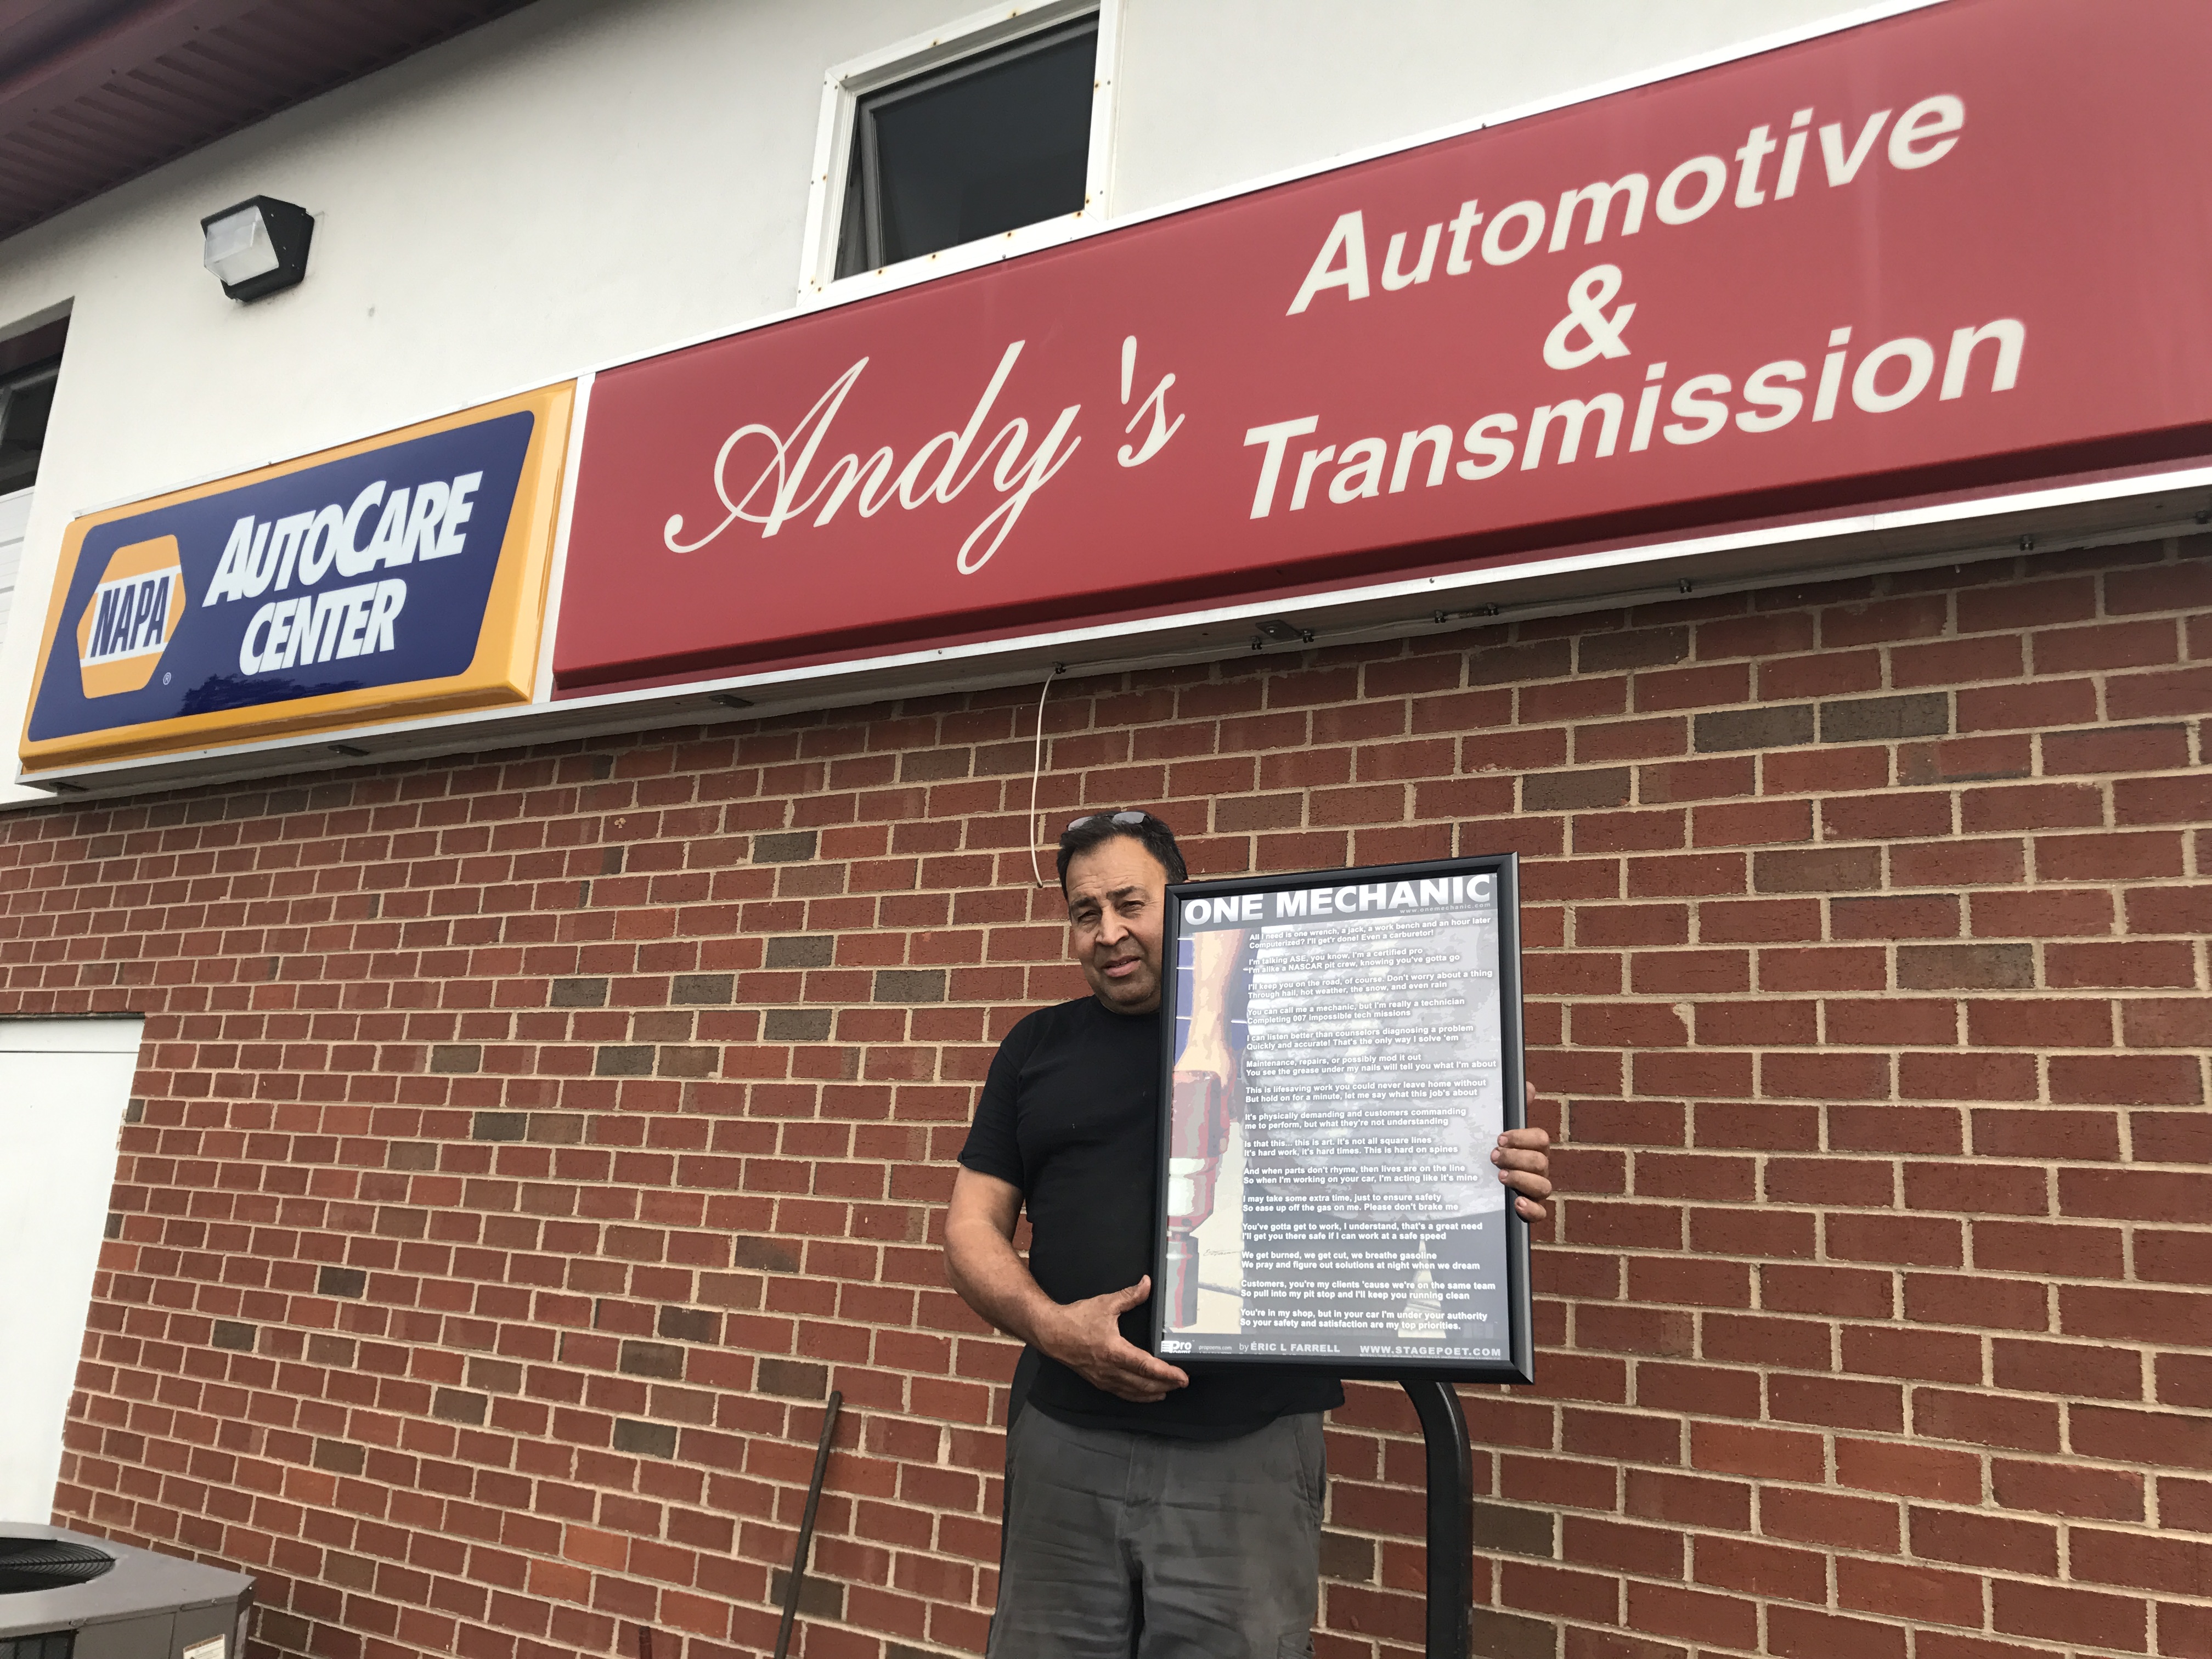 NAPA
®
AUTOCARE
CENTER
Andy's
Automotive
&
Transmission
ONE MECHANIC
www.onemechanic.com
All I need is one wrench, a jack, a work bench and an hour later
Computerized? I'll get'r done! Even a carburetor!
I'm talking ASE, you know, I'm a certified pro
I'm alike a NASCAR pit crew, knowing you've gotta go
I'll keep you on the road, of course. Don't worry about a thing
Through hail, hot weather, the snow, and even rain
You can call me a mechanic, but I'm really a technician
Completing 007 impossible tech missions
I can listen better than counselors diagnosing a problem
Quickly and accurate! That's the only way I solve 'em
Maintenance, repairs, or possibly mod it out
You see the grease under my nails will tell you what I'm about
This is lifesaving work you could never leave home without
But hold on for a minute, let me say what this job's about
It's physically demanding and customers commanding
me to perform, but what they're not understanding
Is that this... this is art. It's not all square lines
It's hard work, it's hard times. This is hard on spines
And when parts don't rhyme, then lives are on the line
So when I'm working on your car, I'm acting like it's mine
I may take some extra time, just to ensure safety
So ease up off the gas on me. Please don't brake me
You've gotta get to work, I understand, that's a great need
I'll get you there safe if I can work at a safe speed
We get burned, we get cut, we breathe gasoline
We pray and figure out solutions at night when we dream
Customers, you're my clients 'cause we're on the same team
So pull into my pit stop and I'll keep you running clean
You're in my shop, but in your car I'm under your authority
So your safety and satisfaction are my top priorities.
Pro
by ÉRIC L FARRELL
WWW.STAGEPOET.COM